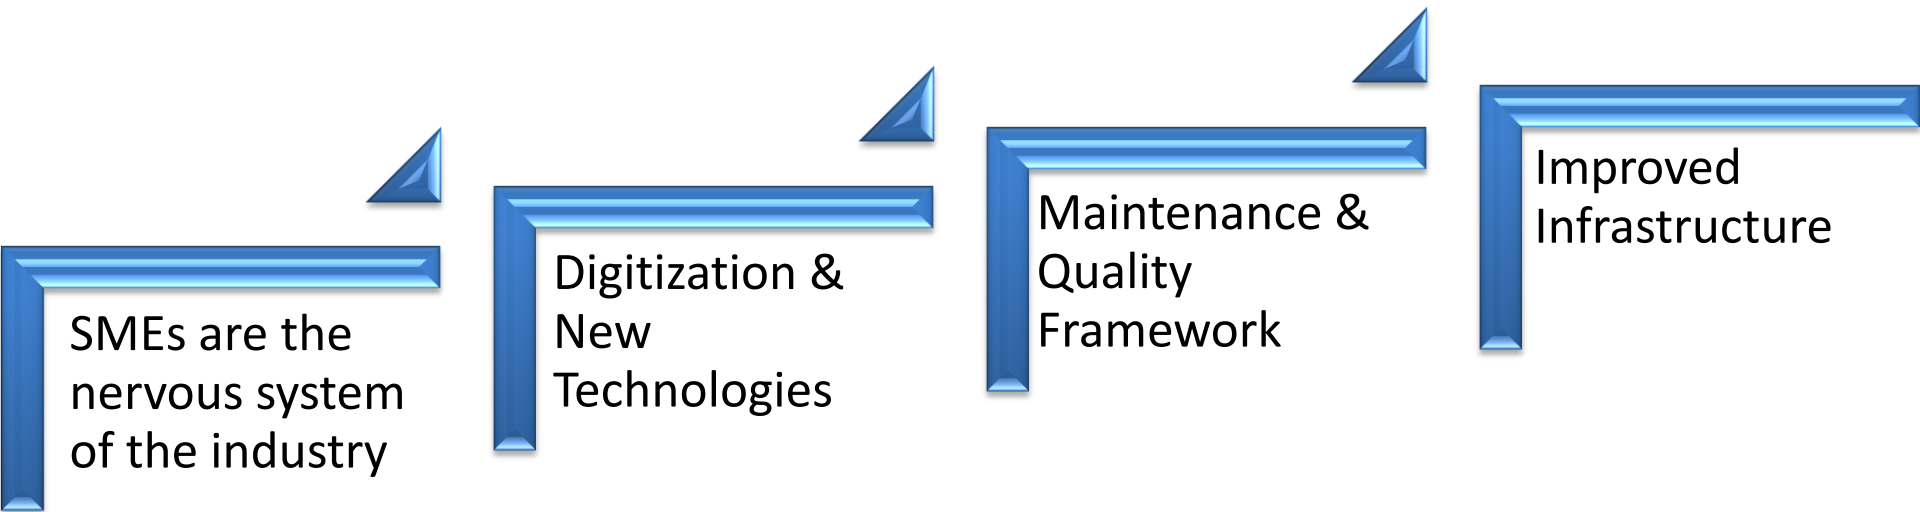 SMEs are the
nervous system
of the industry
Digitization &
New
Technologies
Maintenance &
Quality
Framework
Improved
Infrastructure